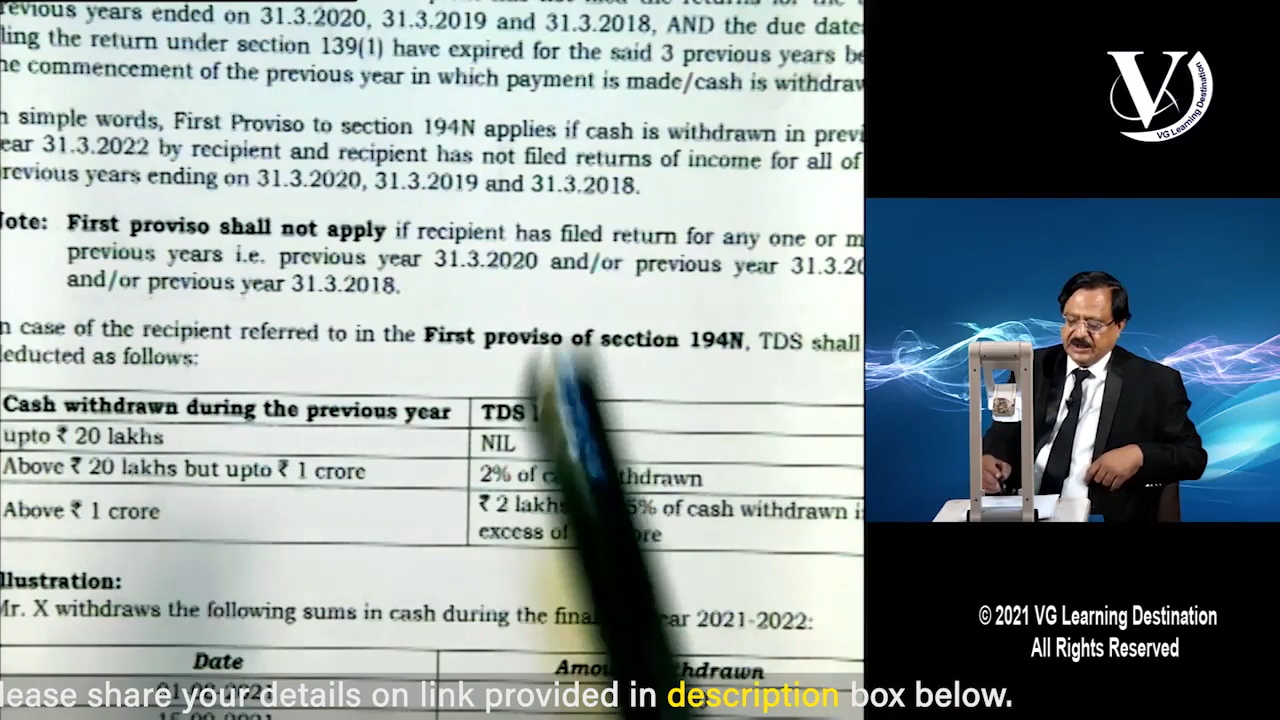 evious years ended on 31.3.2020, 31.3.2019 and 31.3.2018, AND the due date
ling the return under section 139(1) have expired for the said 3 previous years be
he commencement of the previous year in which payment is made/cash is withdraw
n simple words, First Proviso to section 194N applies if cash is withdrawn in previ
ear 31.3.2022 by recipient and recipient has not filed returns of income for all of
revious years ending on 31.3.2020, 31.3.2019 and 31.3.2018.
Note: First proviso shall not apply if recipient has filed return for any one or m
previous years i.e. previous year 31.3.2020 and/or previous year 31.3.20
and/or previous year 31.3.2018.
n case of the recipient referred to in the First proviso of section 194N, TDS shall
deducted as follows:
Cash withdrawn during the previous year TDS
upto ₹ 20 lakhs NIL
Above ₹ 20 lakhs but upto ₹ 1 crore 2% of thdrawn
Above ₹ 1 crore ₹ 2 lakhs 5% of cash withdrawn i
excess of ore
llustration:
Mr. X withdraws the following sums in cash during the fina ear 2021-2022:
Date Amou hdrawn
lease share your details on link provided in description box below.
V
VG Learning Destination
© 2021 VG Learning Destination
All Rights Reserved